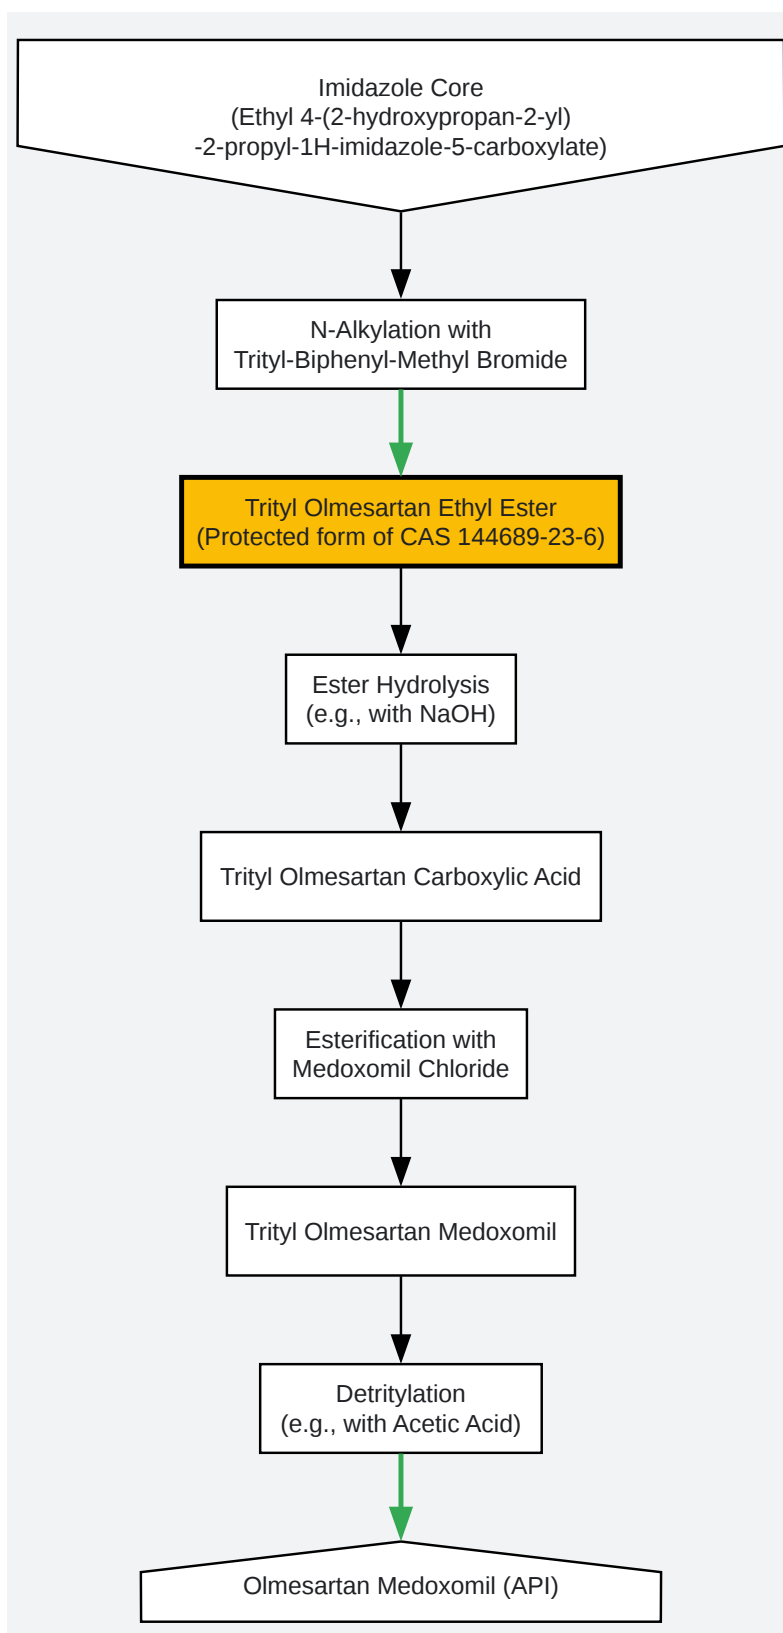 Imidazole Core
(Ethyl 4-(2-hydroxypropan-2-yl)
-2-propyl-1H-imidazole-5-carboxylate)
N-Alkylation with
Trityl-Biphenyl-Methyl Bromide
Trityl Olmesartan Ethyl Ester
(Protected form of CAS 144689-23-6)
Ester Hydrolysis
(e.g., with NaOH)
Trityl Olmesartan Carboxylic Acid
Esterification with
Medoxomil Chloride
Trityl Olmesartan Medoxomil
Detritylation
(e.g., with Acetic Acid)
Olmesartan Medoxomil (API)